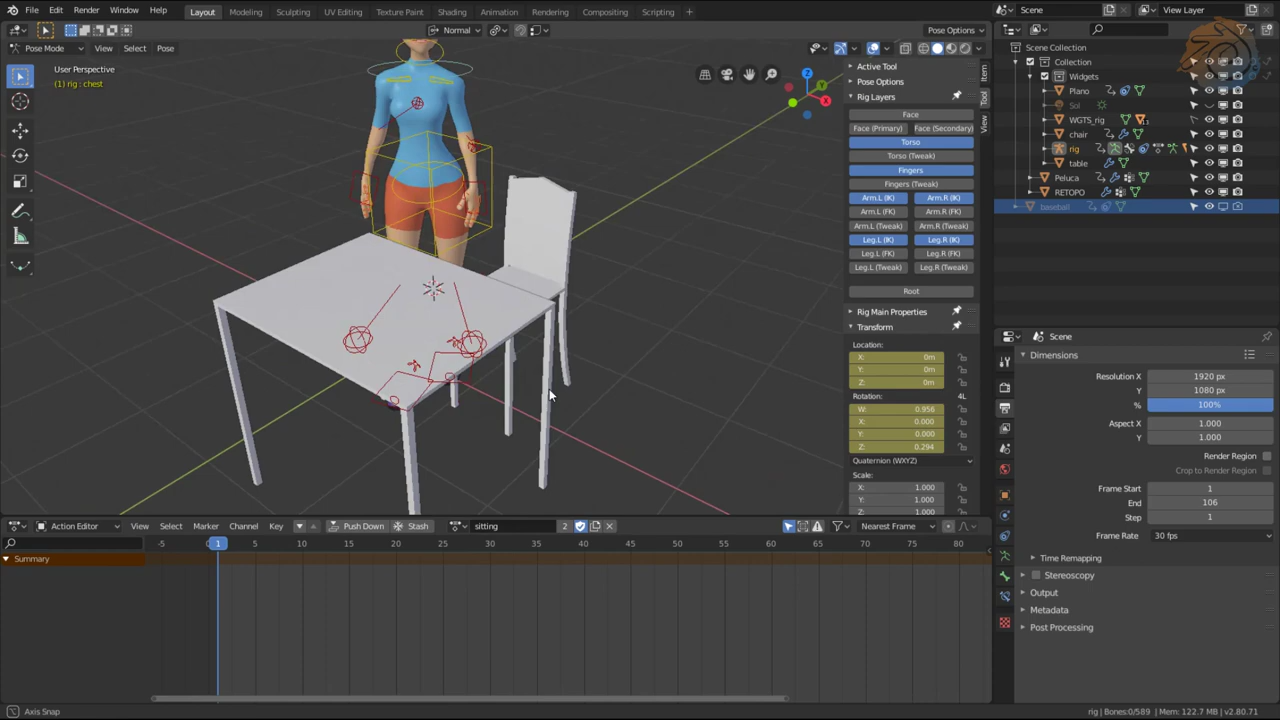 File Edit Render Window Help Layout Modeling Sculpting UV Editing Texture Paint Shading Animation Rendering Compositing Scripting + Scene View Layer
Normal Pose Options
Pose Mode View Select Pose
User Perspective
(1) rig : chest
Z
Y
X
Item
Tool
View
Active Tool
Pose Options
Rig Layers
Face
Face (Primary) Face (Secondary)
Torso
Torso (Tweak)
Fingers
Fingers (Tweak)
Arm.L (IK) Arm.R (IK)
Arm.L (FK) Arm.R (FK)
Arm.L (Tweak) Arm.R (Tweak)
Leg.L (IK) Leg.R (IK)
Leg.L (FK) Leg.R (FK)
Leg.L (Tweak) Leg.R (Tweak)
Root
Rig Main Properties
Transform
Location:
X: 0m
Y: 0m
Z: 0m
Rotation: 4L
W: 0.956
X: 0.000
Y: 0.000
Z: 0.294
Quaternion (WXYZ)
Scale:
X: 1.000
Y: 1.000
Z: 1.000
Scene Collection
Collection
Widgets
Plano
Sol
WGTS_rig
chair
rig
table
Peluca
RETOPO
baseball
Scene
Dimensions
Resolution X 1920 px
Y 1080 px
% 100%
Aspect X 1.000
Y 1.000
Render Region
Crop to Render Region
Frame Start 1
End 106
Step 1
Frame Rate 30 fps
Time Remapping
Stereoscopy
Output
Metadata
Post Processing
Action Editor View Select Marker Channel Key Push Down Stash sitting 2 Nearest Frame
-5 0 1 5 10 15 20 25 30 35 40 45 50 55 60 65 70 75 80
Summary
Axis Snap rig | Bones:0/589 | Mem: 122.7 MB | v2.80.71